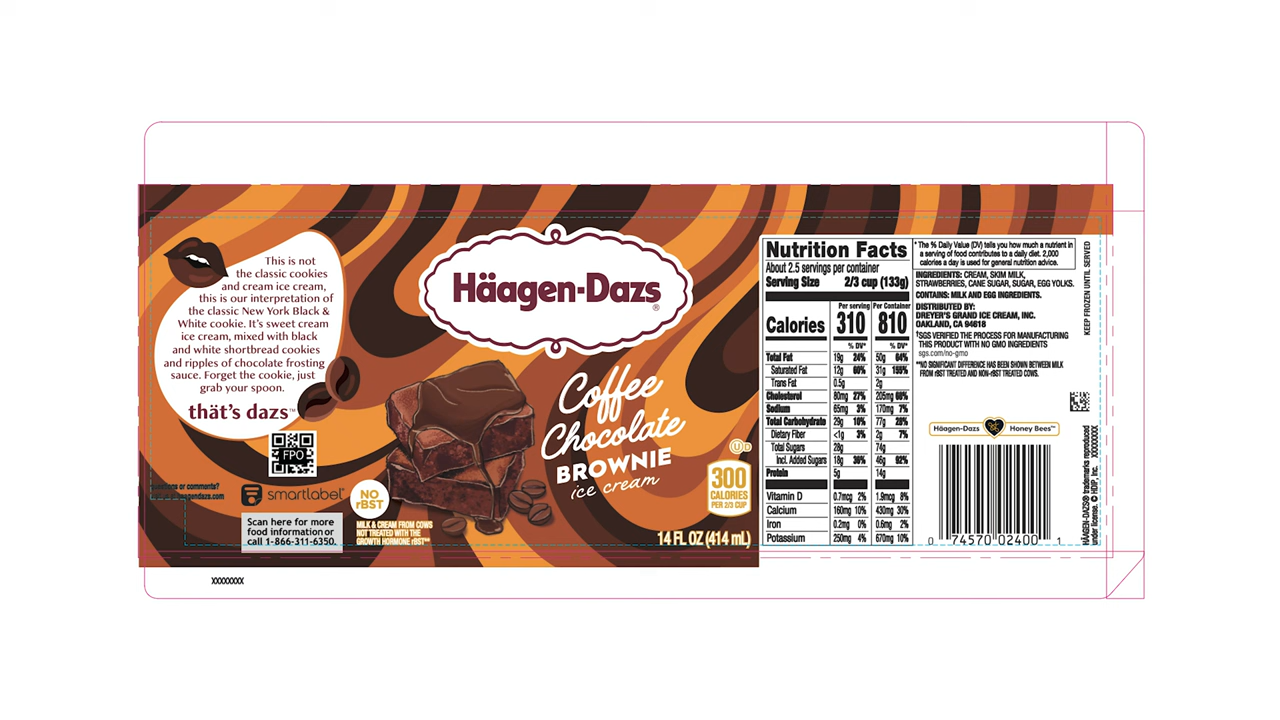 This is not
the classic cookies
and cream ice cream,
this is our interpretation of
the classic New York Black &
White cookie. It's sweet cream
ice cream, mixed with black
and white shortbread cookies
and ripples of chocolate frosting
sauce. Forget the cookie, just
grab your spoon.
thät's dazs™
FPO
or comments?
smartlabel®
Scan here for more
food information or
call 1-866-311-6350.
NO
rBST
MILK & CREAM FROM COWS
NOT TREATED WITH THE
GROWTH HORMONE rBST**
XXXXXXXX
Häagen-Dazs®
Coffee
Chocolate
BROWNIE
ice cream
U D
300
CALORIES
PER 2/3 CUP
14 FL OZ (414 mL)
Nutrition Facts
About 2.5 servings per container
Serving Size 2/3 cup (133g)
Per serving Per Container
Calories 310 810
% DV* % DV*
Total Fat 19g 24% 50g 64%
Saturated Fat 12g 60% 31g 155%
Trans Fat 0.5g 2g
Cholesterol 80mg 27% 205mg 68%
Sodium 65mg 3% 170mg 7%
Total Carbohydrate 29g 10% 77g 28%
Dietary Fiber <1g 3% 2g 7%
Total Sugars 28g 74g
Incl. Added Sugars 18g 36% 46g 92%
Protein 5g 14g
Vitamin D 0.7mcg 2% 1.9mcg 8%
Calcium 160mg 10% 430mg 30%
Iron 0.2mg 0% 0.6mg 2%
Potassium 250mg 4% 670mg 10%
* The % Daily Value (DV) tells you how much a nutrient in
a serving of food contributes to a daily diet. 2,000
calories a day is used for general nutrition advice.
INGREDIENTS: CREAM, SKIM MILK,
STRAWBERRIES, CANE SUGAR, SUGAR, EGG YOLKS.
CONTAINS: MILK AND EGG INGREDIENTS.
DISTRIBUTED BY:
DREYER'S GRAND ICE CREAM, INC.
OAKLAND, CA 94618
‡SGS VERIFIED THE PROCESS FOR MANUFACTURING
THIS PRODUCT WITH NO GMO INGREDIENTS
sgs.com/no-gmo
**NO SIGNIFICANT DIFFERENCE HAS BEEN SHOWN BETWEEN MILK
FROM rBST TREATED AND NON-rBST TREATED COWS.
KEEP FROZEN UNTIL SERVED
Häagen-Dazs Honey Bees™
0 74570 02400 1
HÄAGEN-DAZS® trademarks reproduced
under license. © HDP, Inc. XXXXXXX